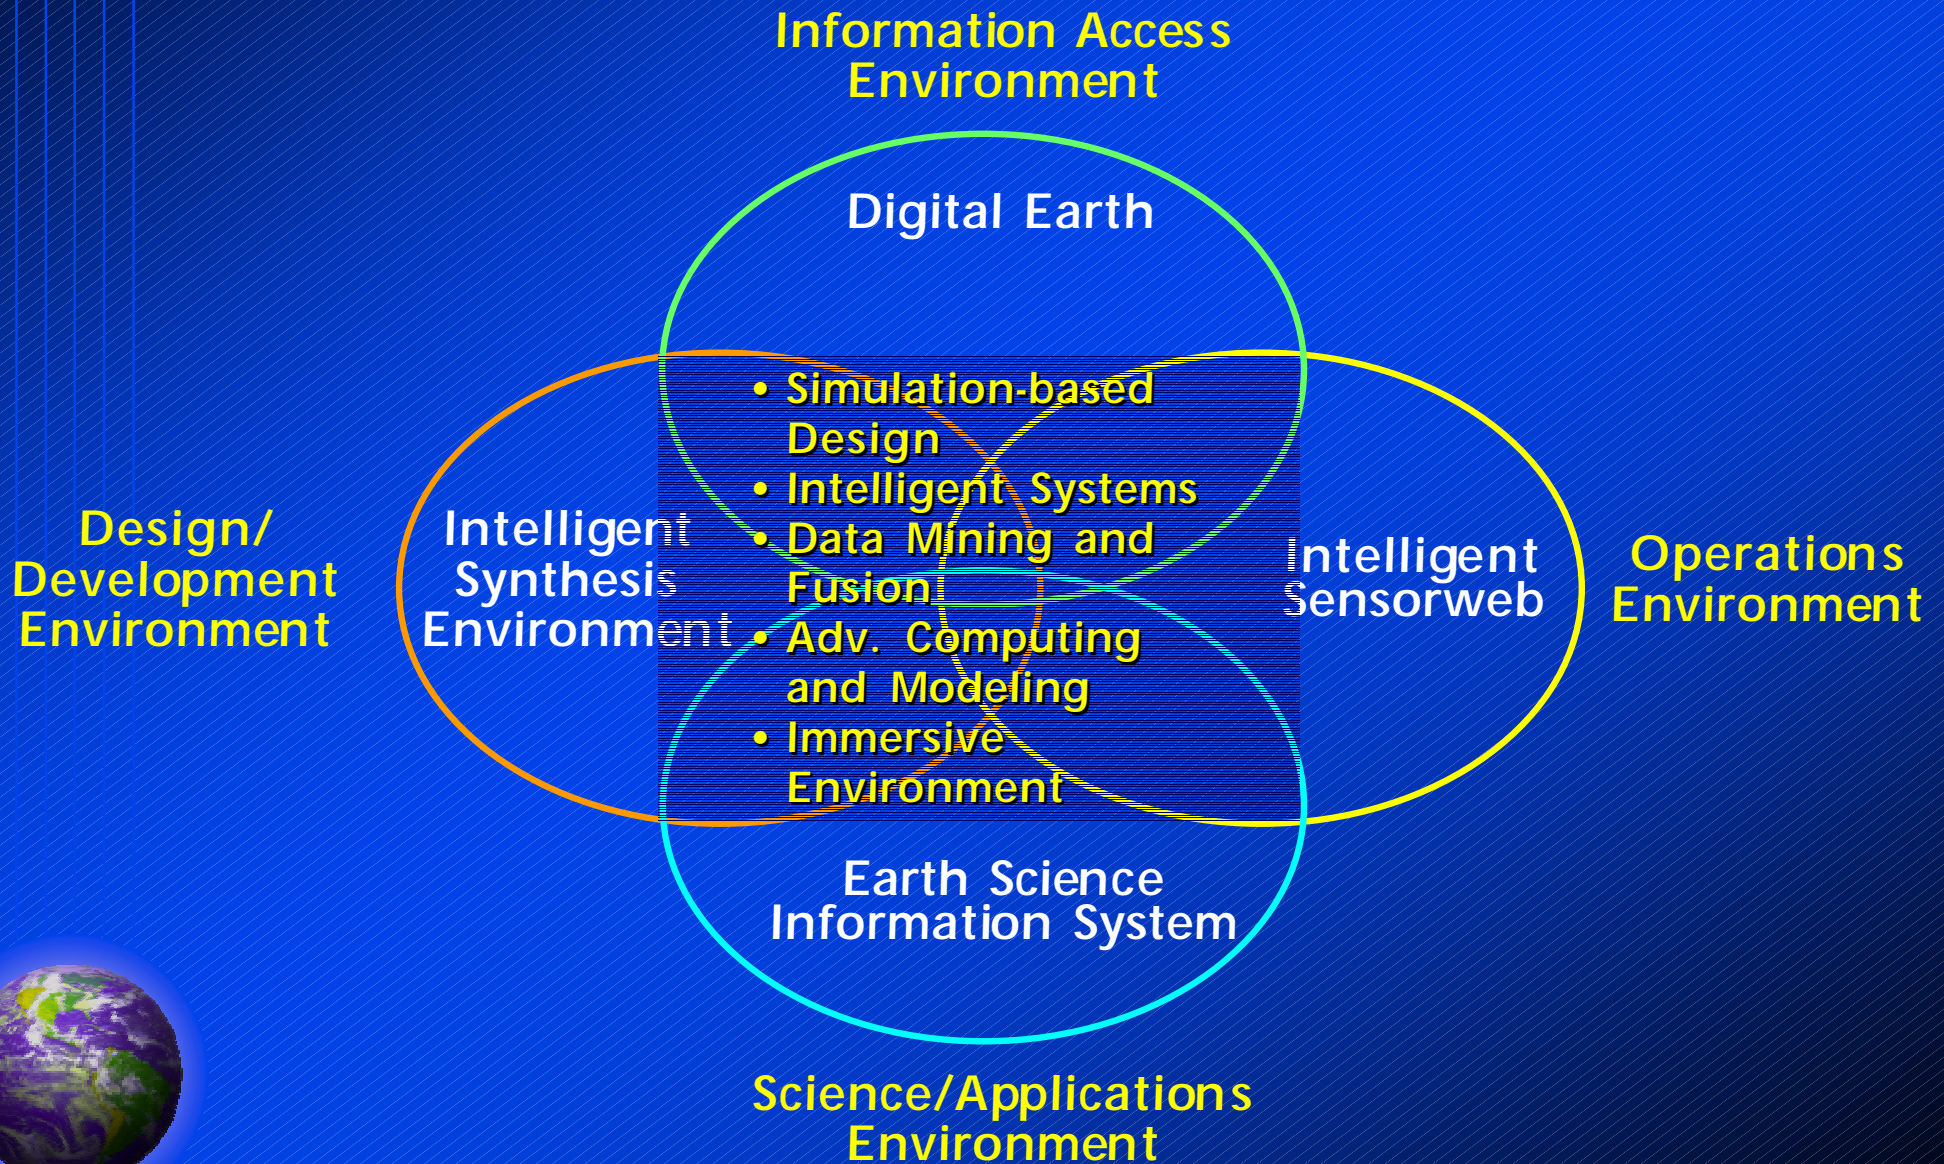 Information Access
Environment
Digital Earth
• Simulation-based
Design
• Intelligent Systems
• Data Mining and
Fusion
• Adv. Computing
and Modeling
• Immersive
Environment
Design/
Development
Environment
Intelligent
Synthesis
Environment
Intelligent
Sensorweb
Operations
Environment
Earth Science
Information System
Science/Applications
Environment